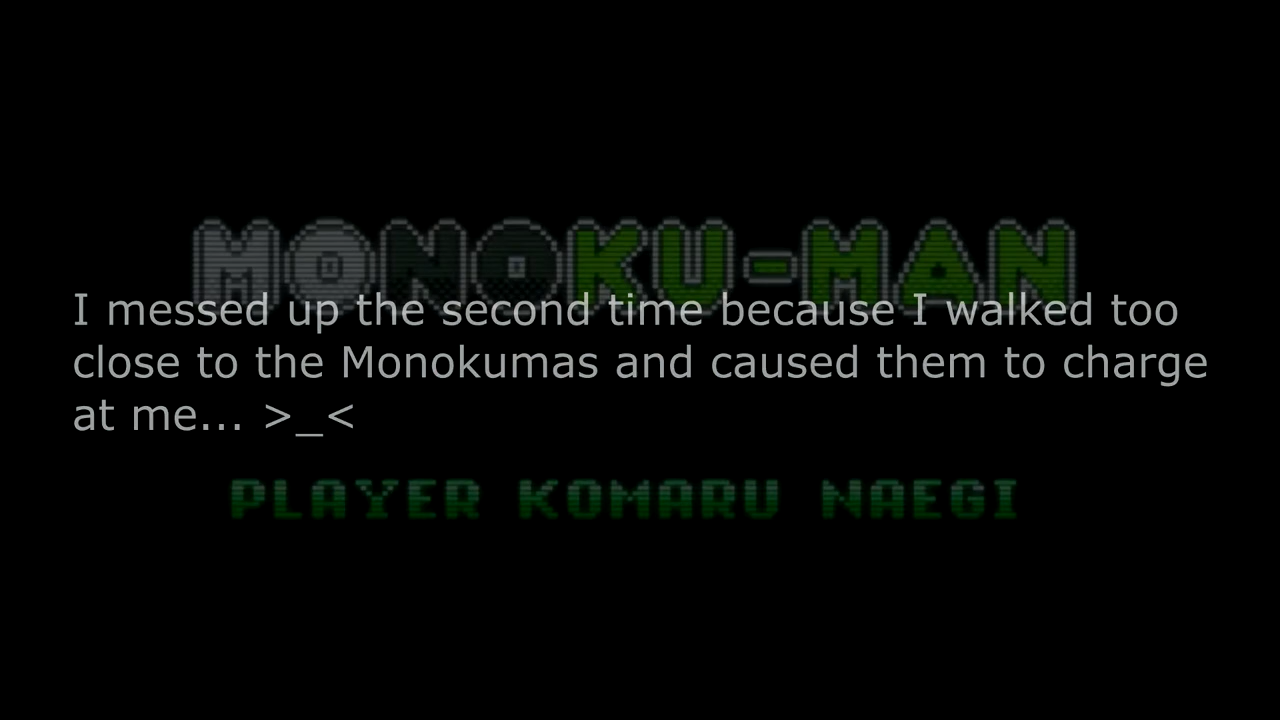 MONOKU-MAN
I messed up the second time because I walked too
close to the Monokumas and caused them to charge
at me... >_<
PLAYER KOMARU NAEGI